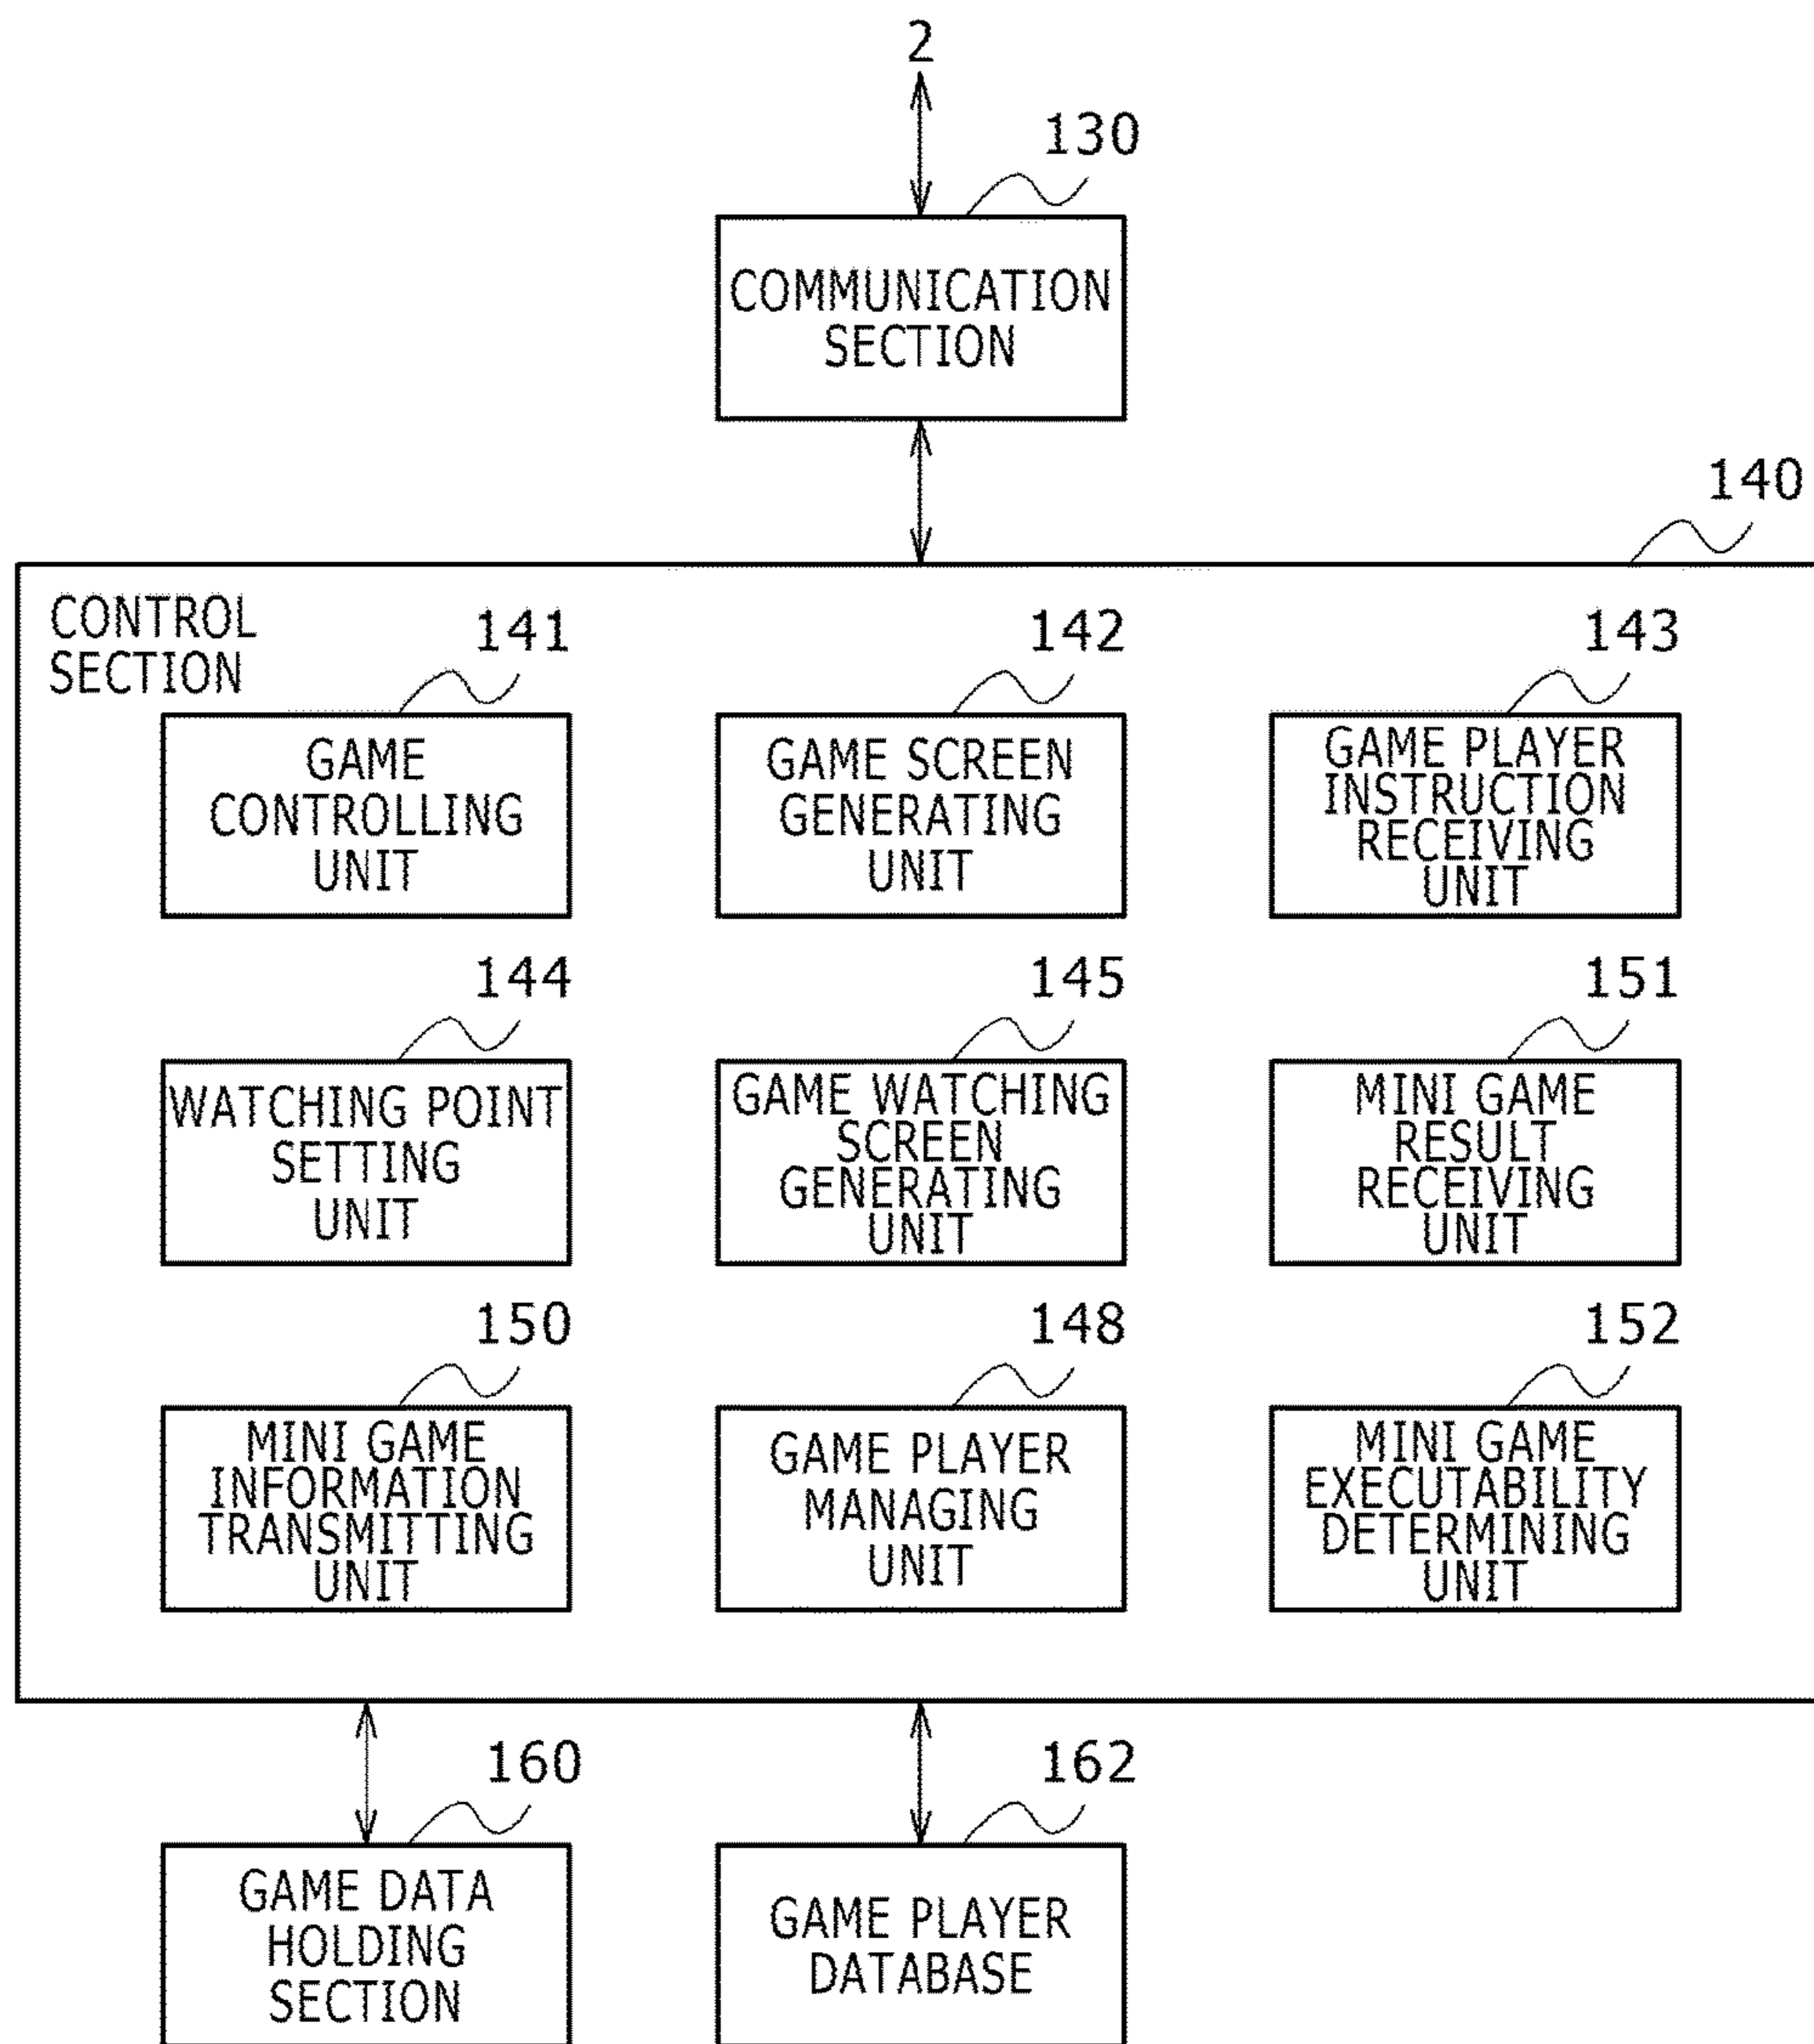 2
130
COMMUNICATION
SECTION
140
CONTROL
SECTION
141
GAME
CONTROLLING
UNIT
142
GAME SCREEN
GENERATING
UNIT
143
GAME PLAYER
INSTRUCTION
RECEIVING
UNIT
144
WATCHING POINT
SETTING
UNIT
145
GAME WATCHING
SCREEN
GENERATING
UNIT
151
MINI GAME
RESULT
RECEIVING
UNIT
150
MINI GAME
INFORMATION
TRANSMITTING
UNIT
148
GAME PLAYER
MANAGING
UNIT
152
MINI GAME
EXECUTABILITY
DETERMINING
UNIT
160
GAME DATA
HOLDING
SECTION
162
GAME PLAYER
DATABASE